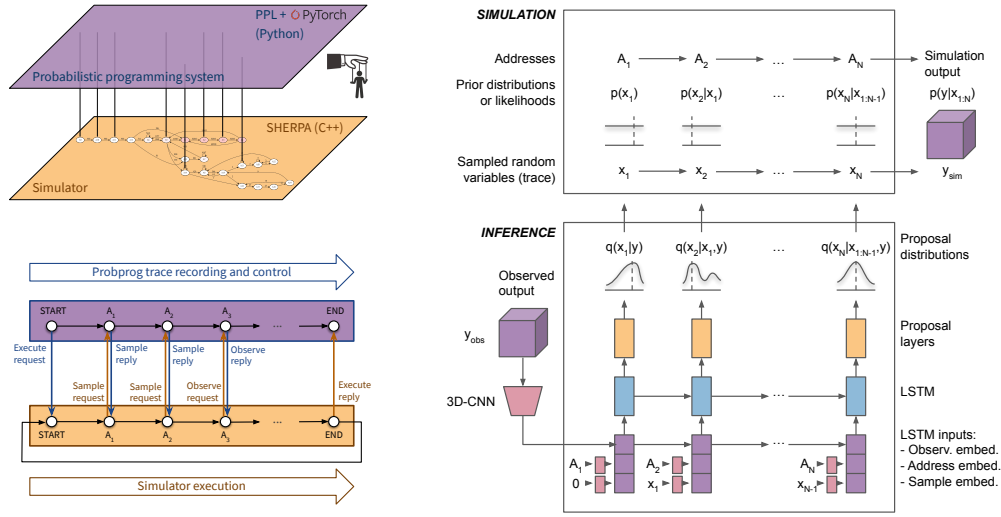 PPL + PyTorch
(Python)
Probabilistic programming system
SHERPA (C++)
Simulator
Probprog trace recording and control
START A1 A2 A3 ... END
Execute
request
Sample
reply
Sample
reply
Observe
reply
Sample
request
Sample
request
Observe
request
Execute
reply
START A1 A2 A3 ... END
Simulator execution
SIMULATION
Addresses
A1 A2 ... AN
Simulation
output
Prior distributions
or likelihoods
p(x1) p(x2|x1) ... p(xN|x1:N-1) p(y|x1:N)
Sampled random
variables (trace)
x1 x2 ... xN ysim
INFERENCE
q(x1|y) q(x2|x1,y) ... q(xN|x1:N-1,y)
Proposal
distributions
Observed
output
yobs
Proposal
layers
3D-CNN
LSTM
...
LSTM inputs:
- Observ. embed.
- Address embed.
- Sample embed.
...
A1 A2 AN
0 x1 xN-1